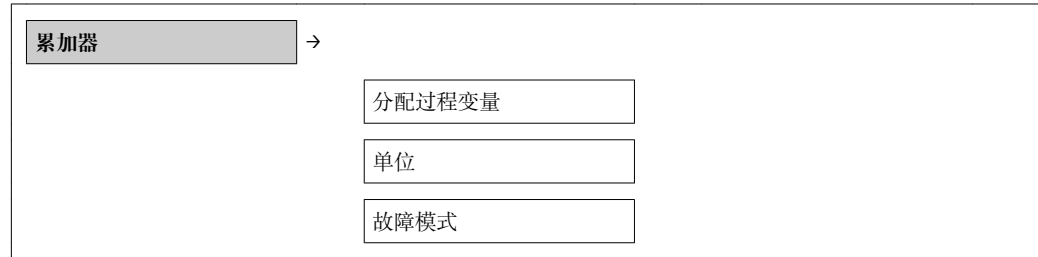 累加器 →
分配过程变量
单位
故障模式